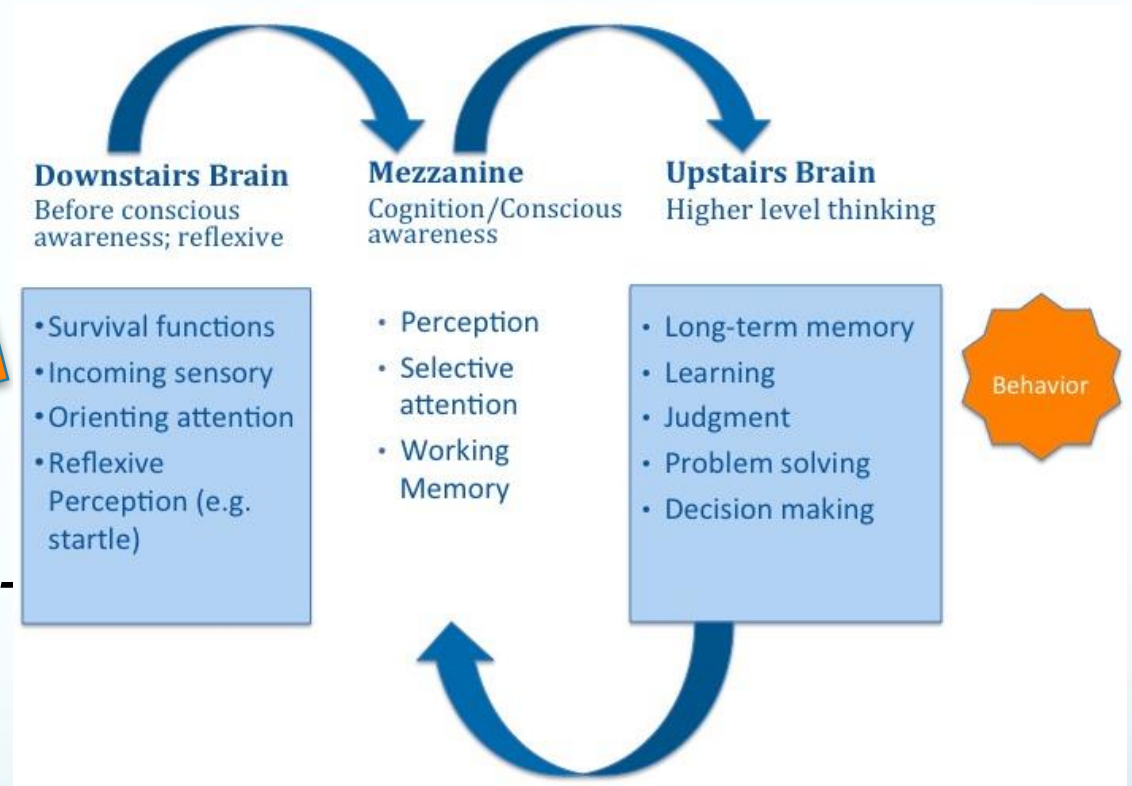 Downstairs Brain
Before conscious
awareness; reflexive
• Survival functions
• Incoming sensory
• Orienting attention
• Reflexive
Perception (e.g.
startle)
Mezzanine
Cognition/Conscious
awareness
• Perception
• Selective
attention
• Working
Memory
Upstairs Brain
Higher level thinking
• Long-term memory
• Learning
• Judgment
• Problem solving
• Decision making
Behavior